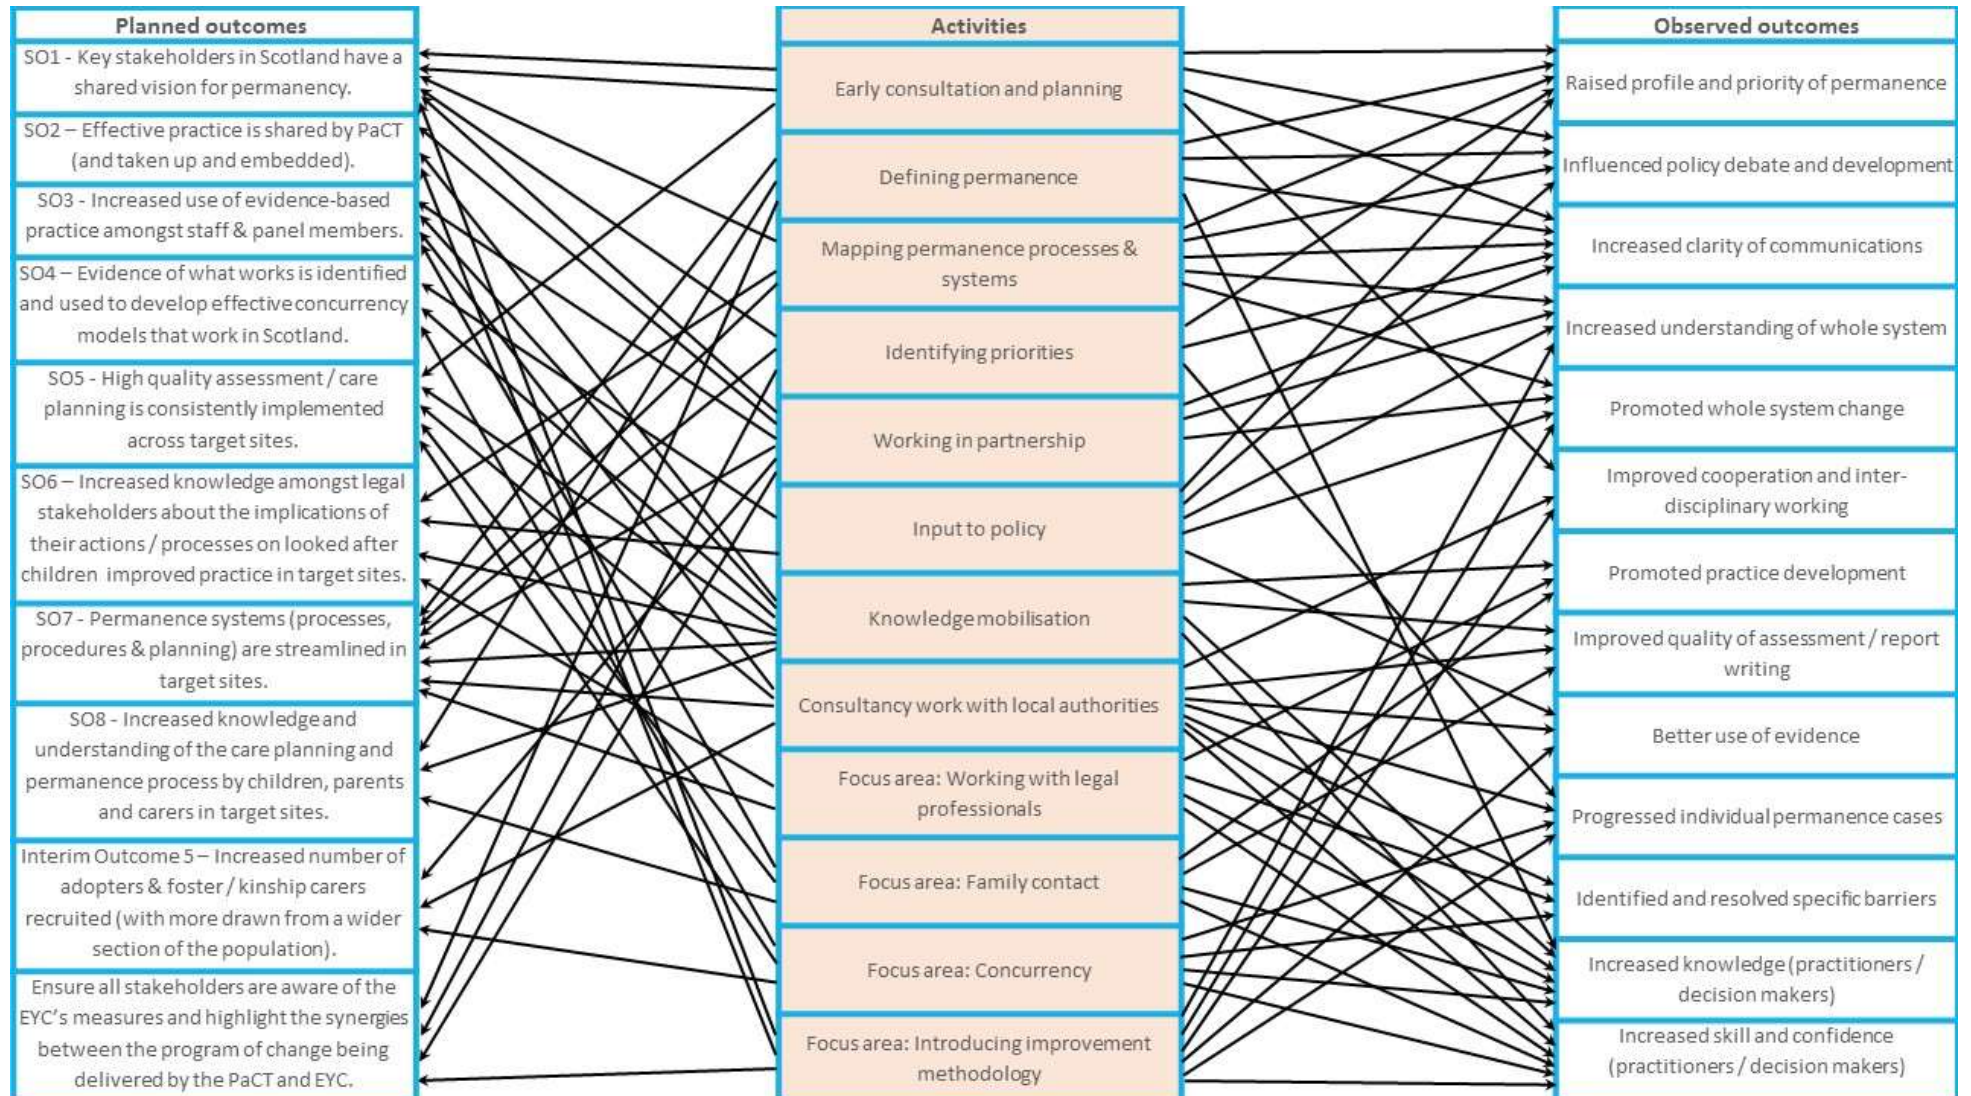 Planned outcomes
SO1 - Key stakeholders in Scotland have a
shared vision for permanency.
SO2 – Effective practice is shared by PaCT
(and taken up and embedded).
SO3 - Increased use of evidence-based
practice amongst staff & panel members.
SO4 – Evidence of what works is identified
and used to develop effective concurrency
models that work in Scotland.
SO5 - High quality assessment / care
planning is consistently implemented
across target sites.
SO6 – Increased knowledge amongst legal
stakeholders about the implications of
their actions / processes on looked after
children improved practice in target sites.
SO7 - Permanence systems (processes,
procedures & planning) are streamlined in
target sites.
SO8 - Increased knowledge and
understanding of the care planning and
permanence process by children, parents
and carers in target sites.
Interim Outcome 5 – Increased number of
adopters & foster / kinship carers
recruited (with more drawn from a wider
section of the population).
Ensure all stakeholders are aware of the
EYC's measures and highlight the synergies
between the program of change being
delivered by the PaCT and EYC.
Activities
Early consultation and planning
Defining permanence
Mapping permanence processes &
systems
Identifying priorities
Working in partnership
Input to policy
Knowledge mobilisation
Consultancy work with local authorities
Focus area: Working with legal
professionals
Focus area: Family contact
Focus area: Concurrency
Focus area: Introducing improvement
methodology
Observed outcomes
Raised profile and priority of permanence
Influenced policy debate and development
Increased clarity of communications
Increased understanding of whole system
Promoted whole system change
Improved cooperation and inter-
disciplinary working
Promoted practice development
Improved quality of assessment / report
writing
Better use of evidence
Progressed individual permanence cases
Identified and resolved specific barriers
Increased knowledge (practitioners /
decision makers)
Increased skill and confidence
(practitioners / decision makers)